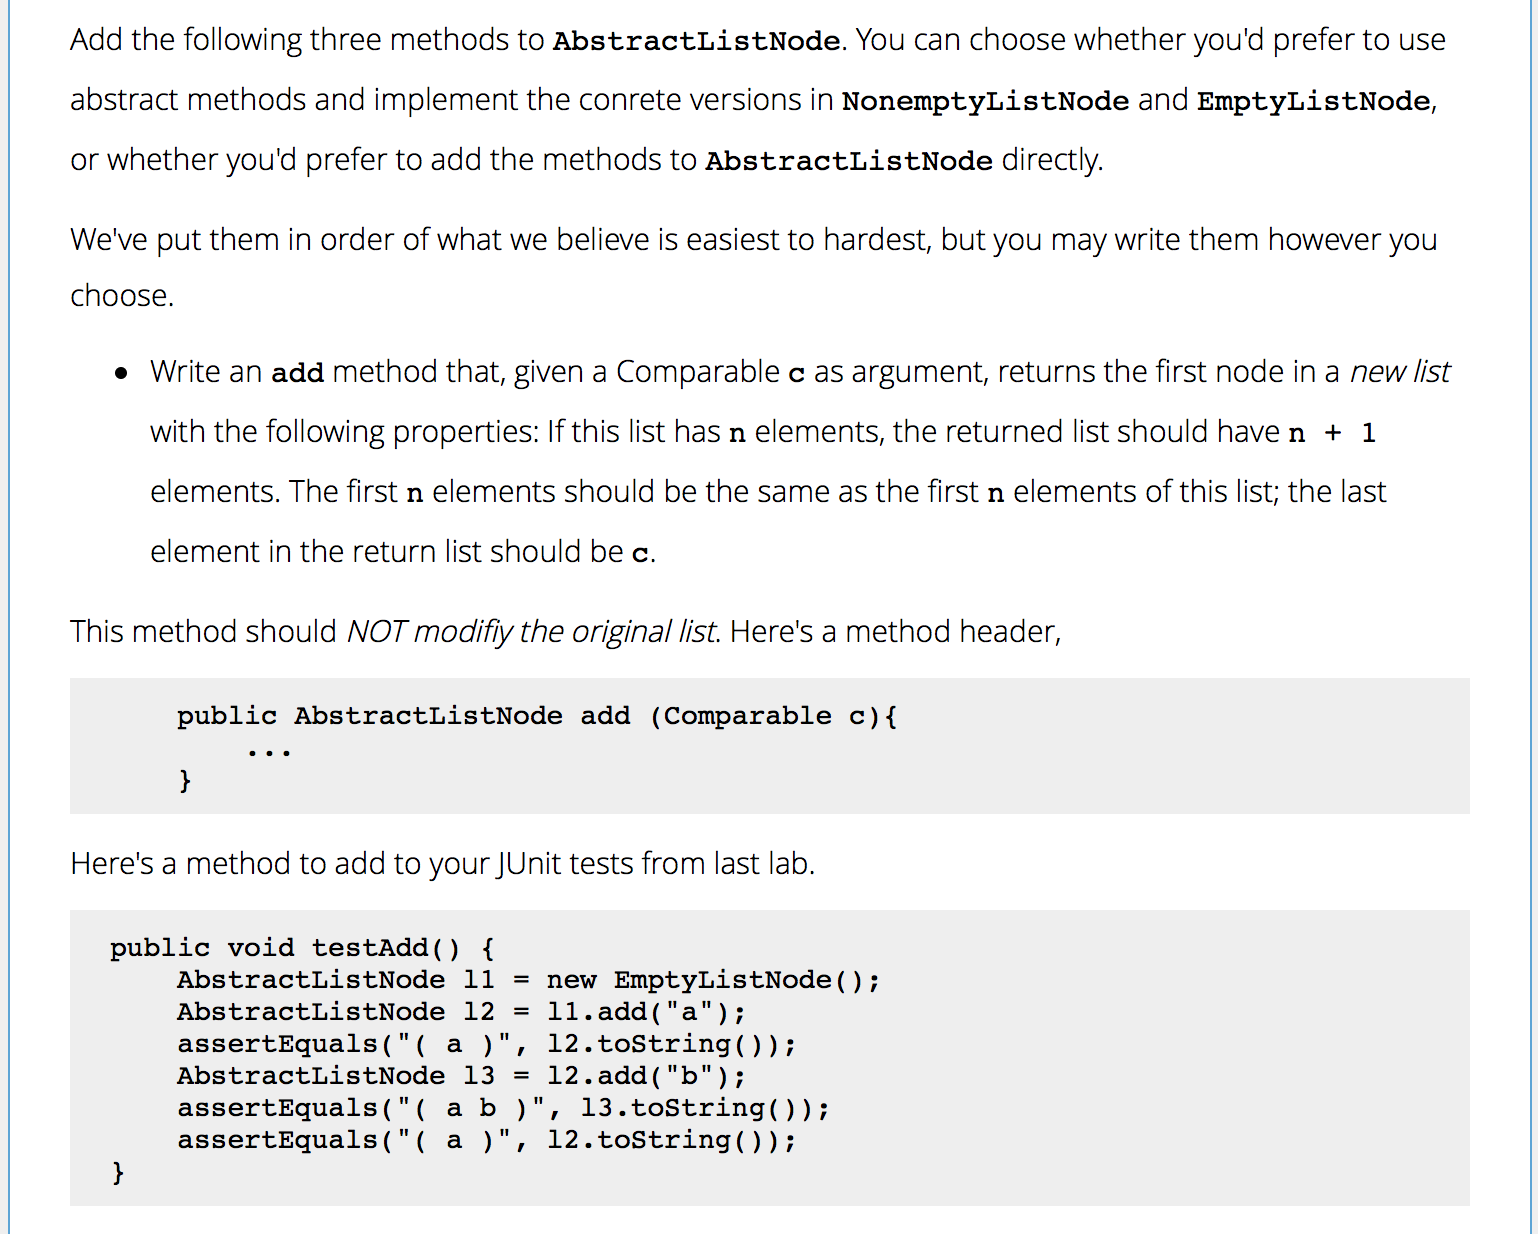 Add the following three methods to AbstractListNode. You can choose whether you'd prefer to use
abstract methods and implement the conrete versions in NonemptyListNode and EmptyListNode,
or whether you'd prefer to add the methods to AbstractListNode directly.
We've put them in order of what we believe is easiest to hardest, but you may write them however you
choose.
• Write an add method that, given a Comparable c as argument, returns the first node in a new list
with the following properties: If this list has n elements, the returned list should have n + 1
elements. The first n elements should be the same as the first n elements of this list; the last
element in the return list should be c.
This method should NOT modifiy the original list. Here's a method header,
public AbstractListNode add (Comparable c){
...
}
Here's a method to add to your JUnit tests from last lab.
public void testAdd() {
AbstractListNode l1 = new EmptyListNode();
AbstractListNode l2 = l1.add("a");
assertEquals("( a )", l2.toString());
AbstractListNode l3 = l2.add("b");
assertEquals("( a b )", l3.toString());
assertEquals("( a )", l2.toString());
}